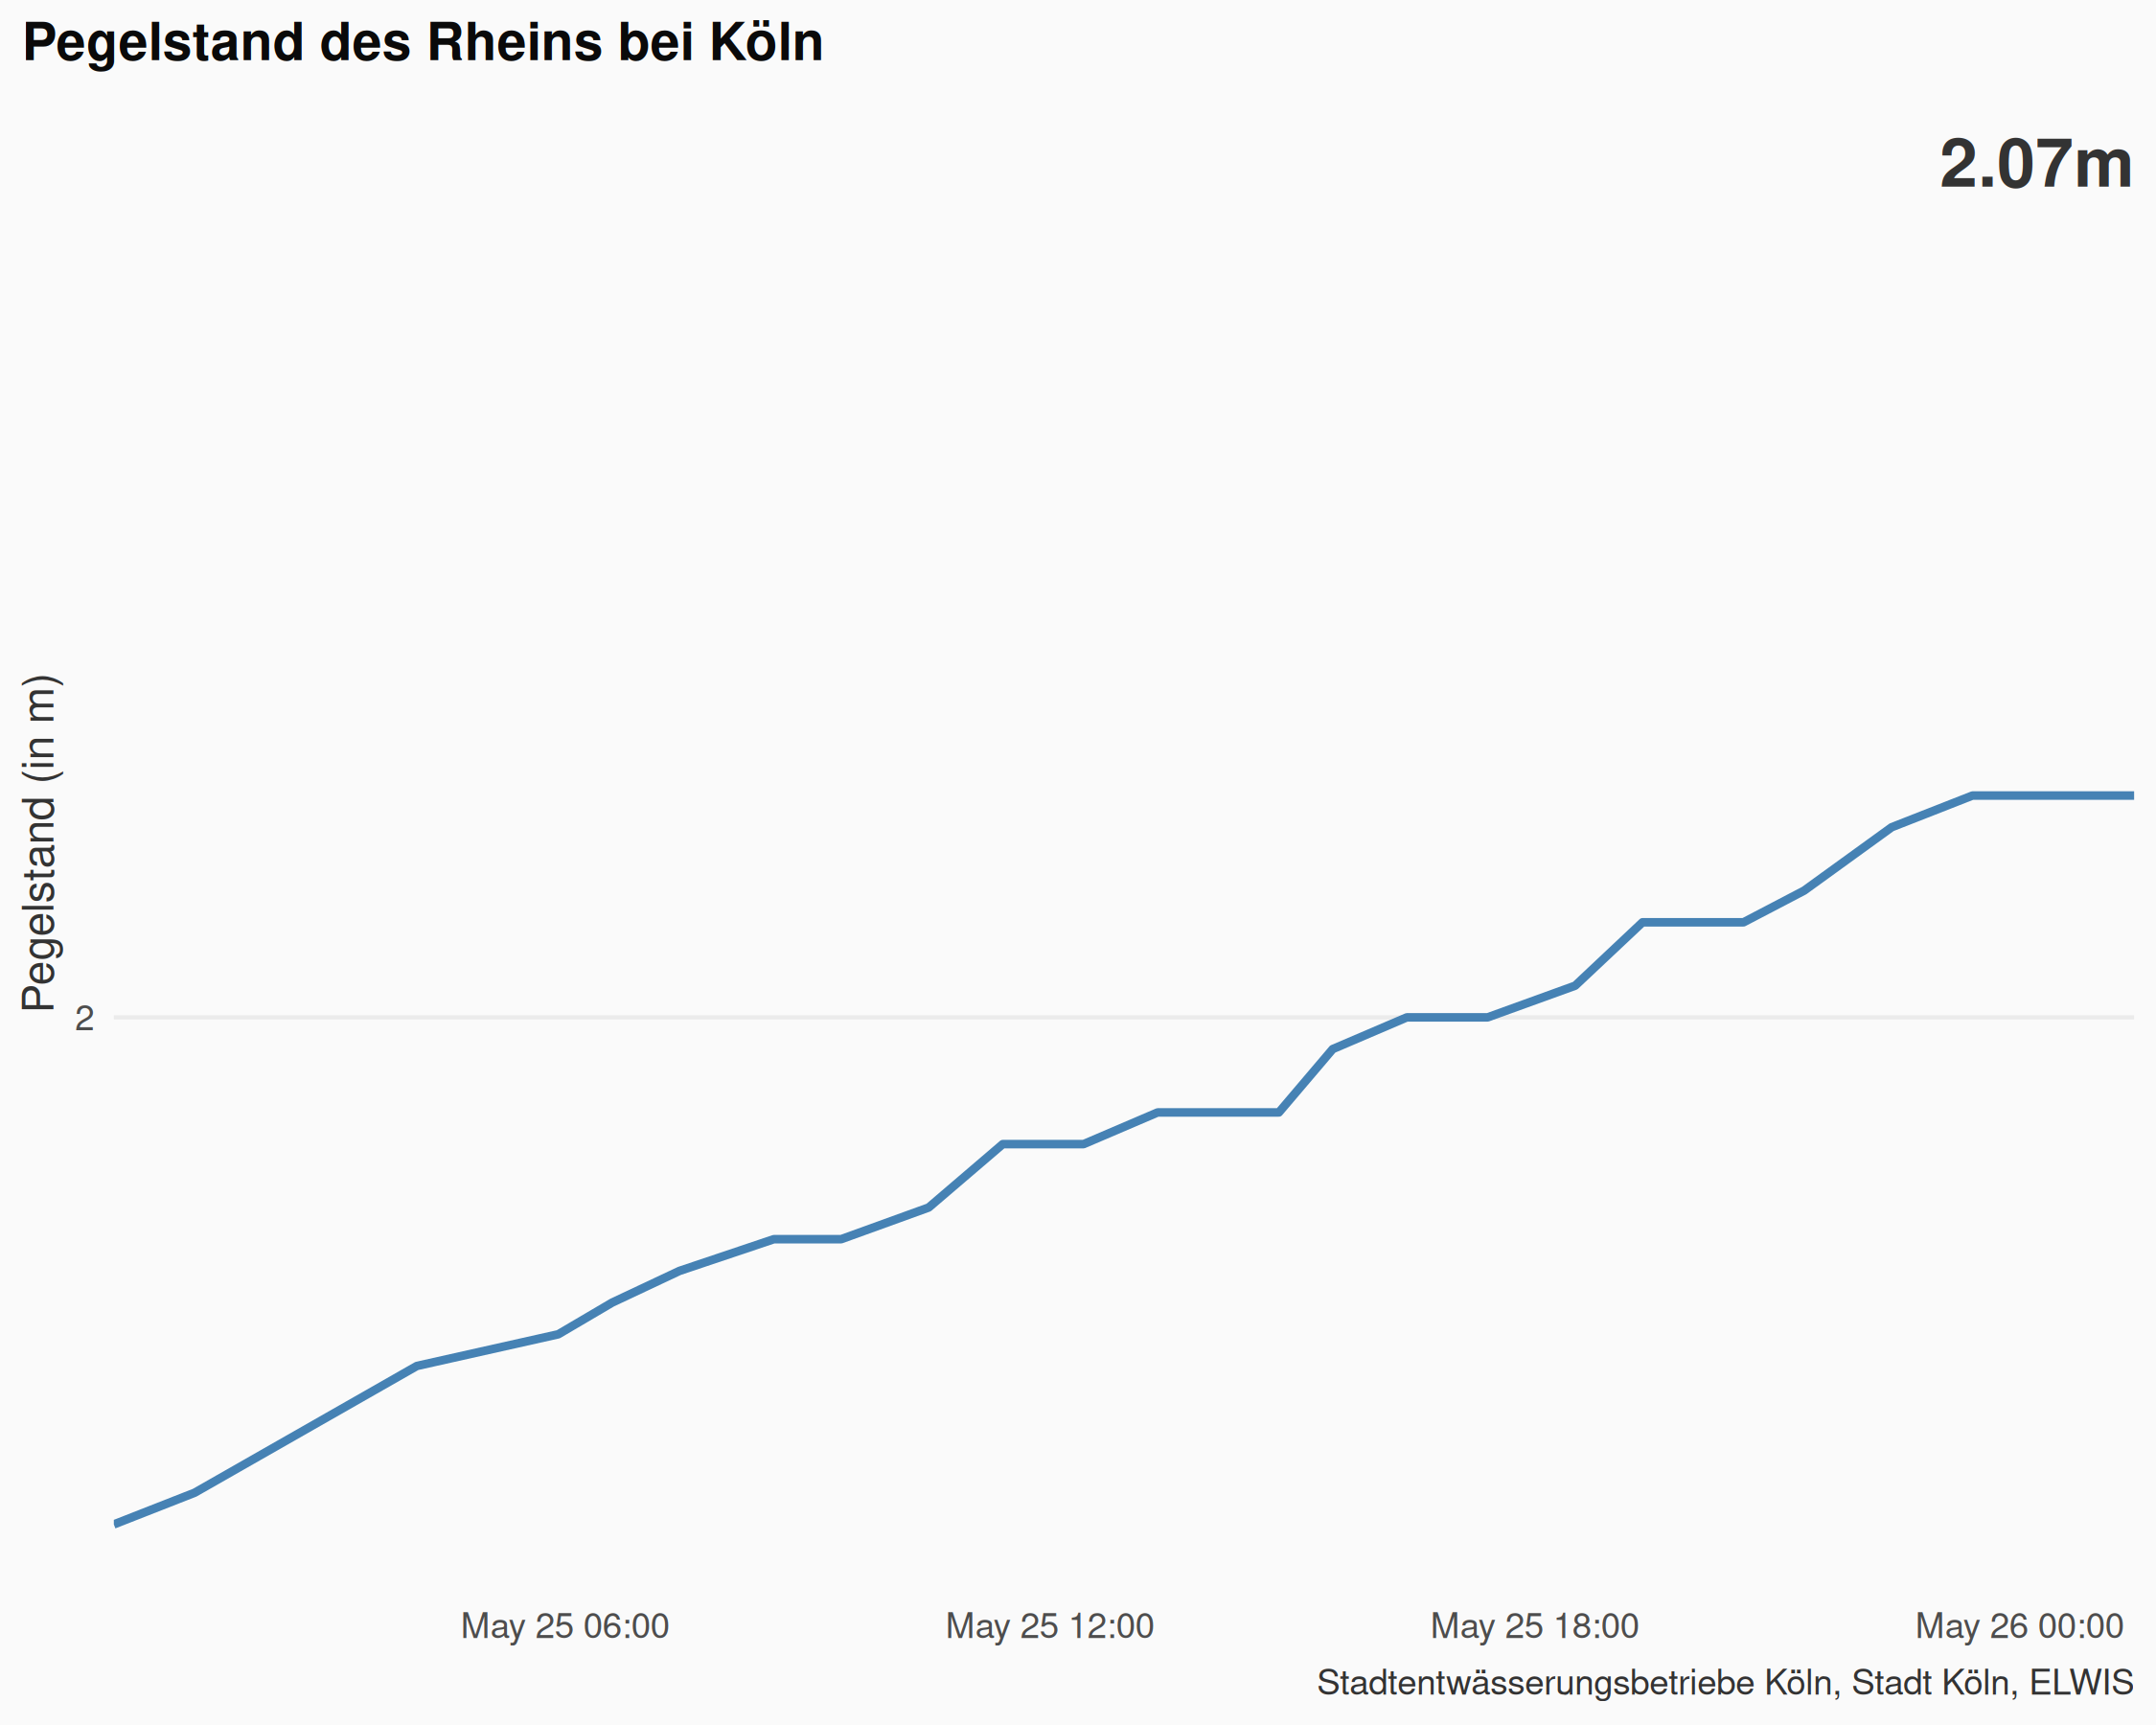 Pegelstand des Rheins bei Köln
2.07m
Pegelstand (in m)
2
May 25 06:00
May 25 12:00
May 25 18:00
May 26 00:00
Stadtentwässerungsbetriebe Köln, Stadt Köln, ELWIS